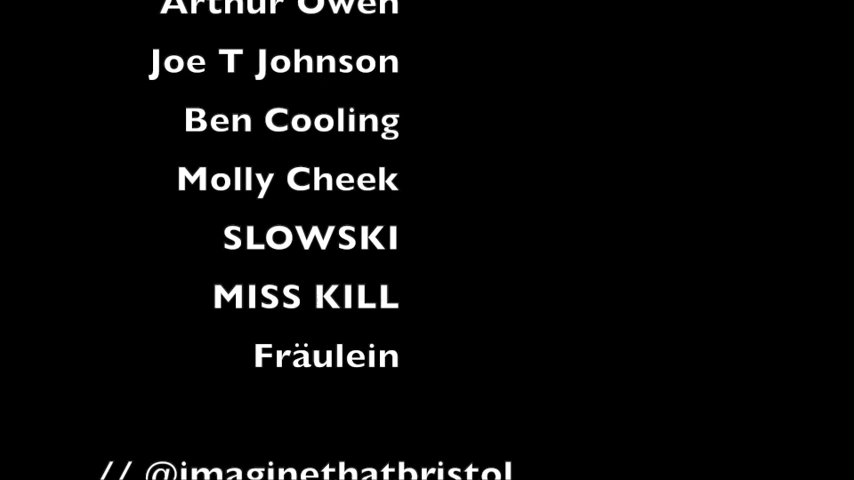 Arthur Owen
Joe T Johnson
Ben Cooling
Molly Cheek
SLOWSKI
MISS KILL
Fräulein
// @imaginethatbristol